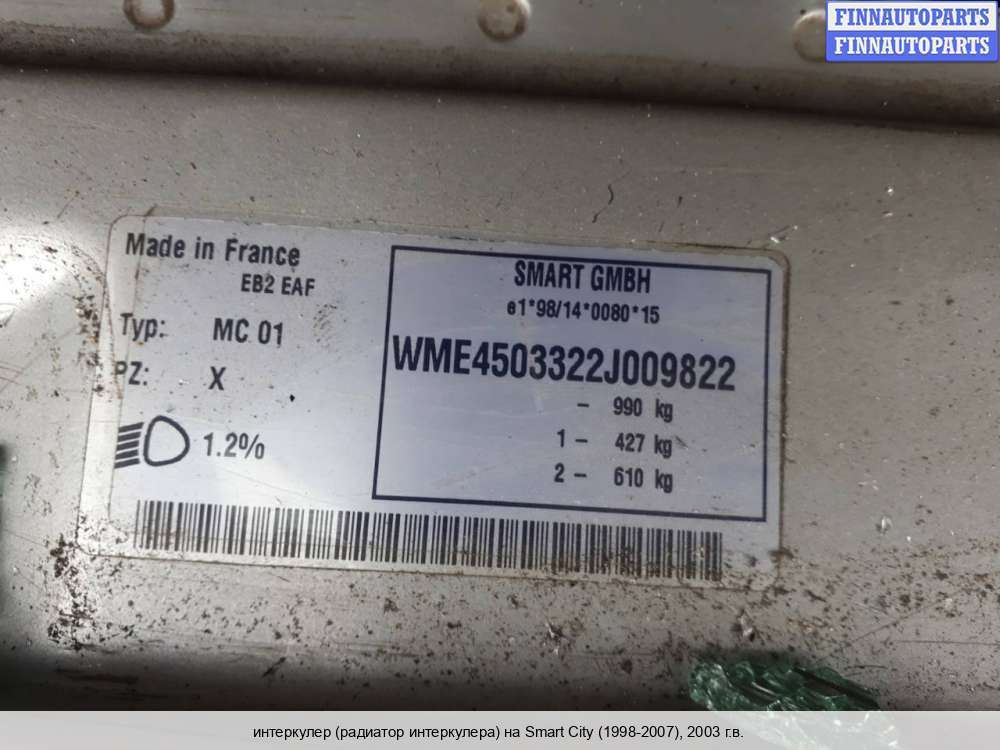 FINNAUTOPARTS
FINNAUTOPARTS
Made in France
EB2 EAF
Typ: MC 01
PZ: X
1.2%
SMART GMBH
e1*98/14*0080*15
WME4503322J009822
- 990 kg
1 - 427 kg
2 - 610 kg
интеркулер (радиатор интеркулера) на Smart City (1998-2007), 2003 г.в.